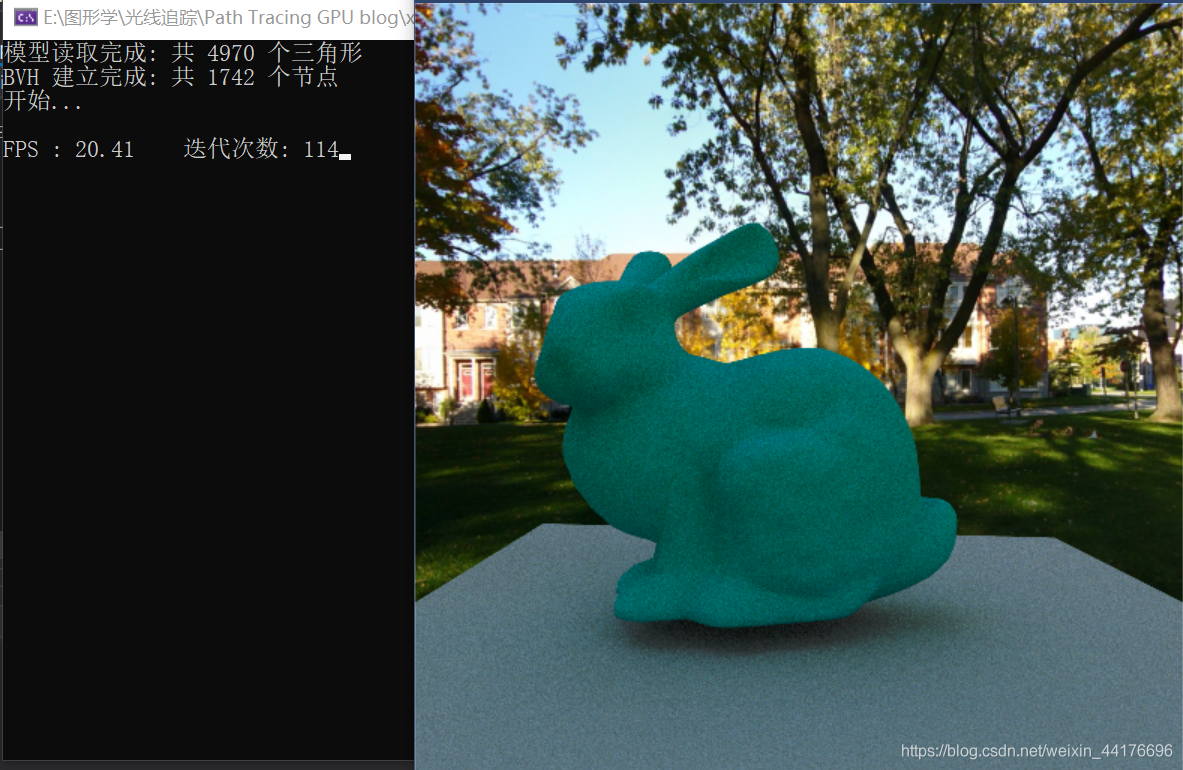 E:\图形学\光线追踪\Path Tracing GPU blog\x
模型读取完成: 共 4970 个三角形
BVH 建立完成: 共 1742 个节点
开始...
FPS : 20.41 迭代次数: 114
https://blog.csdn.net/weixin_44176696